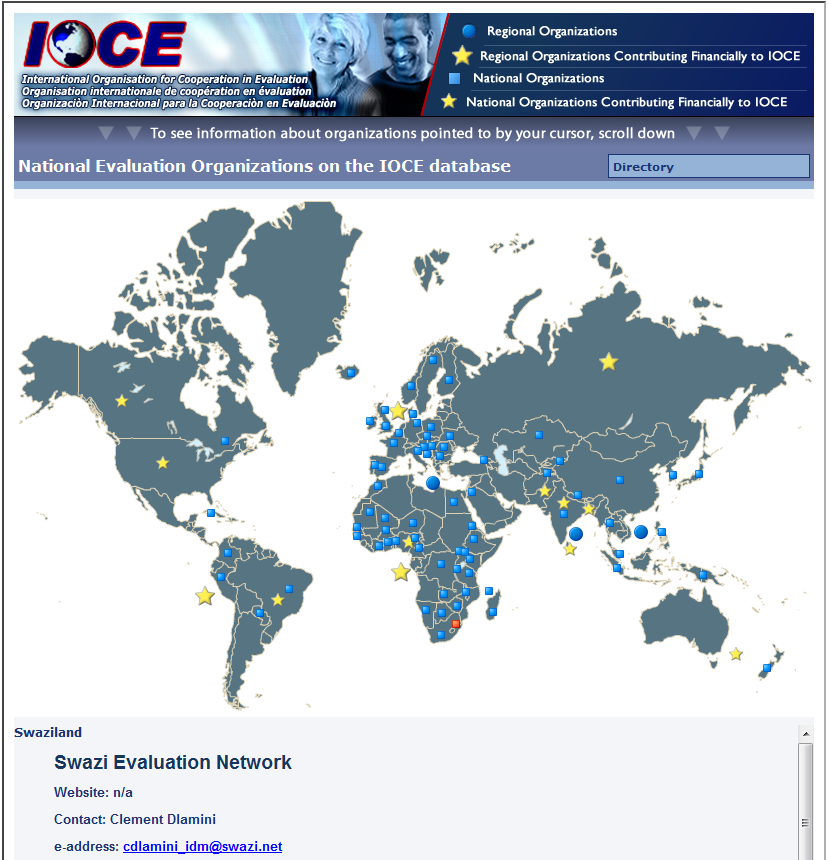 IOCE
International Organisation for Cooperation in Evaluation
Organisation internationale de coopération en évaluation
Organizaciòn Internacional para la Cooperaciòn en Evaluaciòn
Regional Organizations
Regional Organizations Contributing Financially to IOCE
National Organizations
National Organizations Contributing Financially to IOCE
To see information about organizations pointed to by your cursor, scroll down
National Evaluation Organizations on the IOCE database
Directory
Swaziland
Swazi Evaluation Network
Website: n/a
Contact: Clement Dlamini
e-address: cdlamini_idm@swazi.net